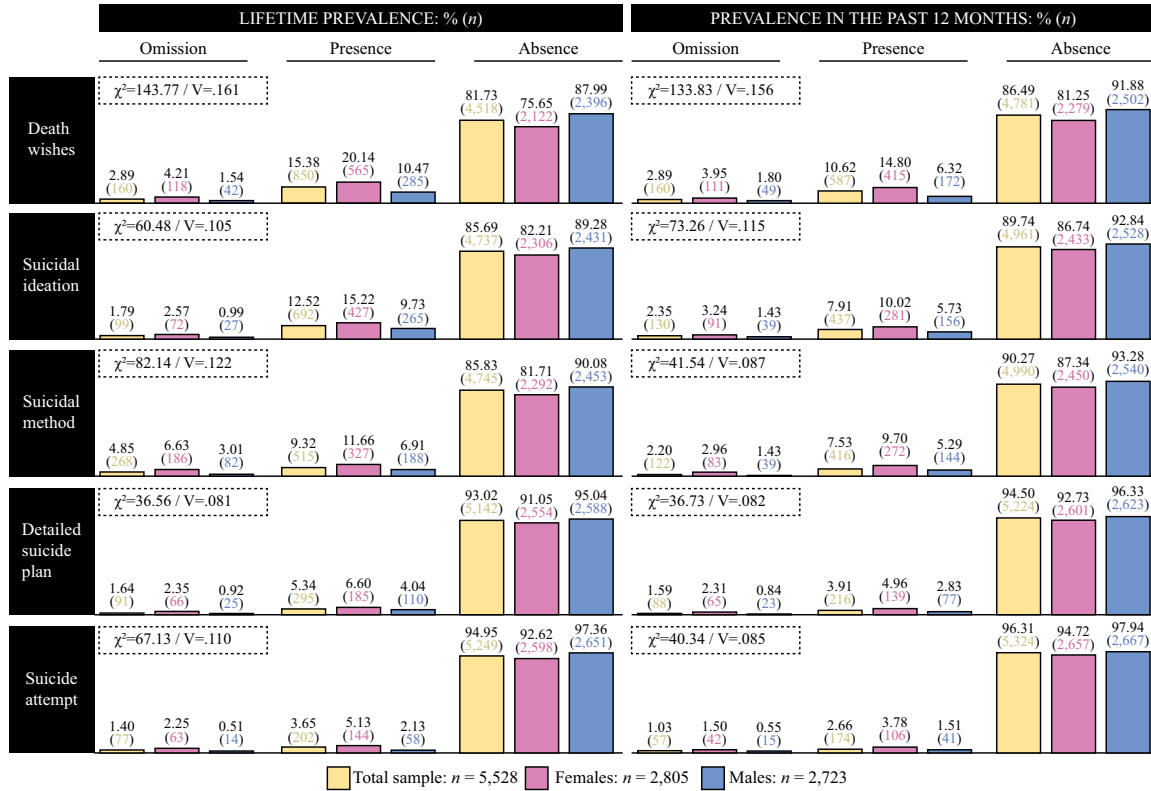 LIFETIME PREVALENCE: % (n)
PREVALENCE IN THE PAST 12 MONTHS: % (n)
Omission Presence Absence
Omission Presence Absence
Death
wishes
χ²=143.77 / V=.161
2.89 4.21 1.54
(160) (118) (42)
15.38 20.14 10.47
(850) (565) (285)
81.73 75.65 87.99
(4,518) (2,122) (2,396)
χ²=133.83 / V=.156
2.89 3.95 1.80
(160) (111) (49)
10.62 14.80 6.32
(587) (415) (172)
86.49 81.25 91.88
(4,781) (2,279) (2,502)
Suicidal
ideation
χ²=60.48 / V=.105
1.79 2.57 0.99
(99) (72) (27)
12.52 15.22 9.73
(692) (427) (265)
85.69 82.21 89.28
(4,737) (2,306) (2,431)
χ²=73.26 / V=.115
2.35 3.24 1.43
(130) (91) (39)
7.91 10.02 5.73
(437) (281) (156)
89.74 86.74 92.84
(4,961) (2,433) (2,528)
Suicidal
method
χ²=82.14 / V=.122
4.85 6.63 3.01
(268) (186) (82)
9.32 11.66 6.91
(515) (327) (188)
85.83 81.71 90.08
(4,745) (2,292) (2,453)
χ²=41.54 / V=.087
2.20 2.96 1.43
(122) (83) (39)
7.53 9.70 5.29
(416) (272) (144)
90.27 87.34 93.28
(4,990) (2,450) (2,540)
Detailed
suicide
plan
χ²=36.56 / V=.081
1.64 2.35 0.92
(91) (66) (25)
5.34 6.60 4.04
(295) (185) (110)
93.02 91.05 95.04
(5,142) (2,554) (2,588)
χ²=36.73 / V=.082
1.59 2.31 0.84
(88) (65) (23)
3.91 4.96 2.83
(216) (139) (77)
94.50 92.73 96.33
(5,224) (2,601) (2,623)
Suicide
attempt
χ²=67.13 / V=.110
1.40 2.25 0.51
(77) (63) (14)
3.65 5.13 2.13
(202) (144) (58)
94.95 92.62 97.36
(5,249) (2,598) (2,651)
χ²=40.34 / V=.085
1.03 1.50 0.55
(57) (42) (15)
2.66 3.78 1.51
(174) (106) (41)
96.31 94.72 97.94
(5,324) (2,657) (2,667)
Total sample: n = 5,528 Females: n = 2,805 Males: n = 2,723